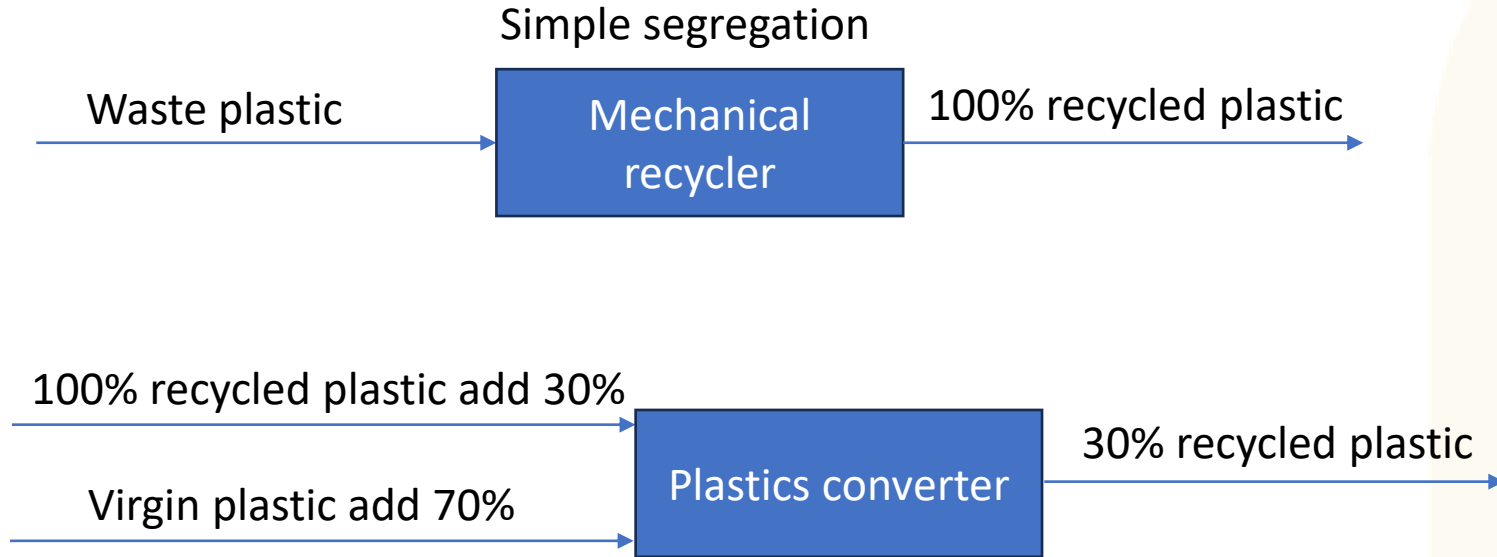 Simple segregation
Waste plastic
Mechanical
recycler
100% recycled plastic
100% recycled plastic add 30%
Virgin plastic add 70%
Plastics converter
30% recycled plastic